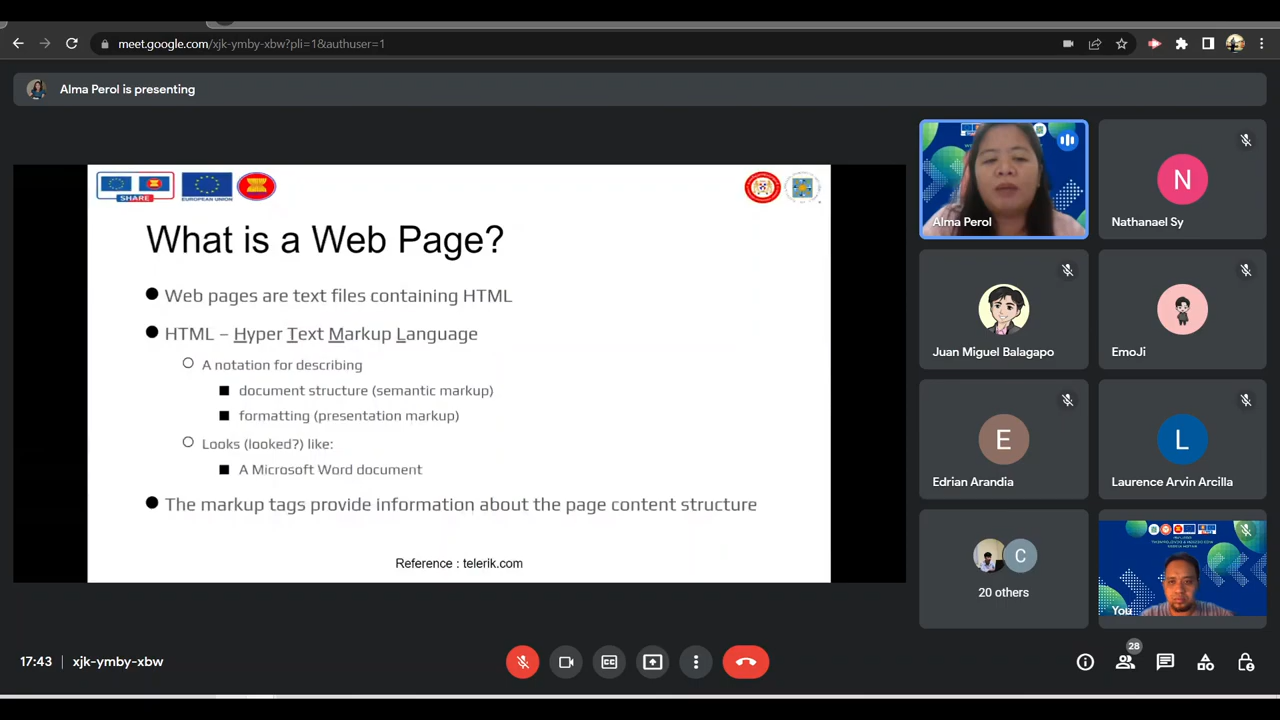 meet.google.com/xjk-ymby-xbw?pli=1&authuser=1
Alma Perol is presenting
SHARE
EUROPEAN UNION
What is a Web Page?
Web pages are text files containing HTML
HTML – Hyper Text Markup Language
A notation for describing
document structure (semantic markup)
formatting (presentation markup)
Looks (looked?) like:
A Microsoft Word document
The markup tags provide information about the page content structure
Reference : telerik.com
Alma Perol
N
Nathanael Sy
Juan Miguel Balagapo
EmoJi
E
Edrian Arandia
L
Laurence Arvin Arcilla
C
20 others
You
17:43
xjk-ymby-xbw
CC
28